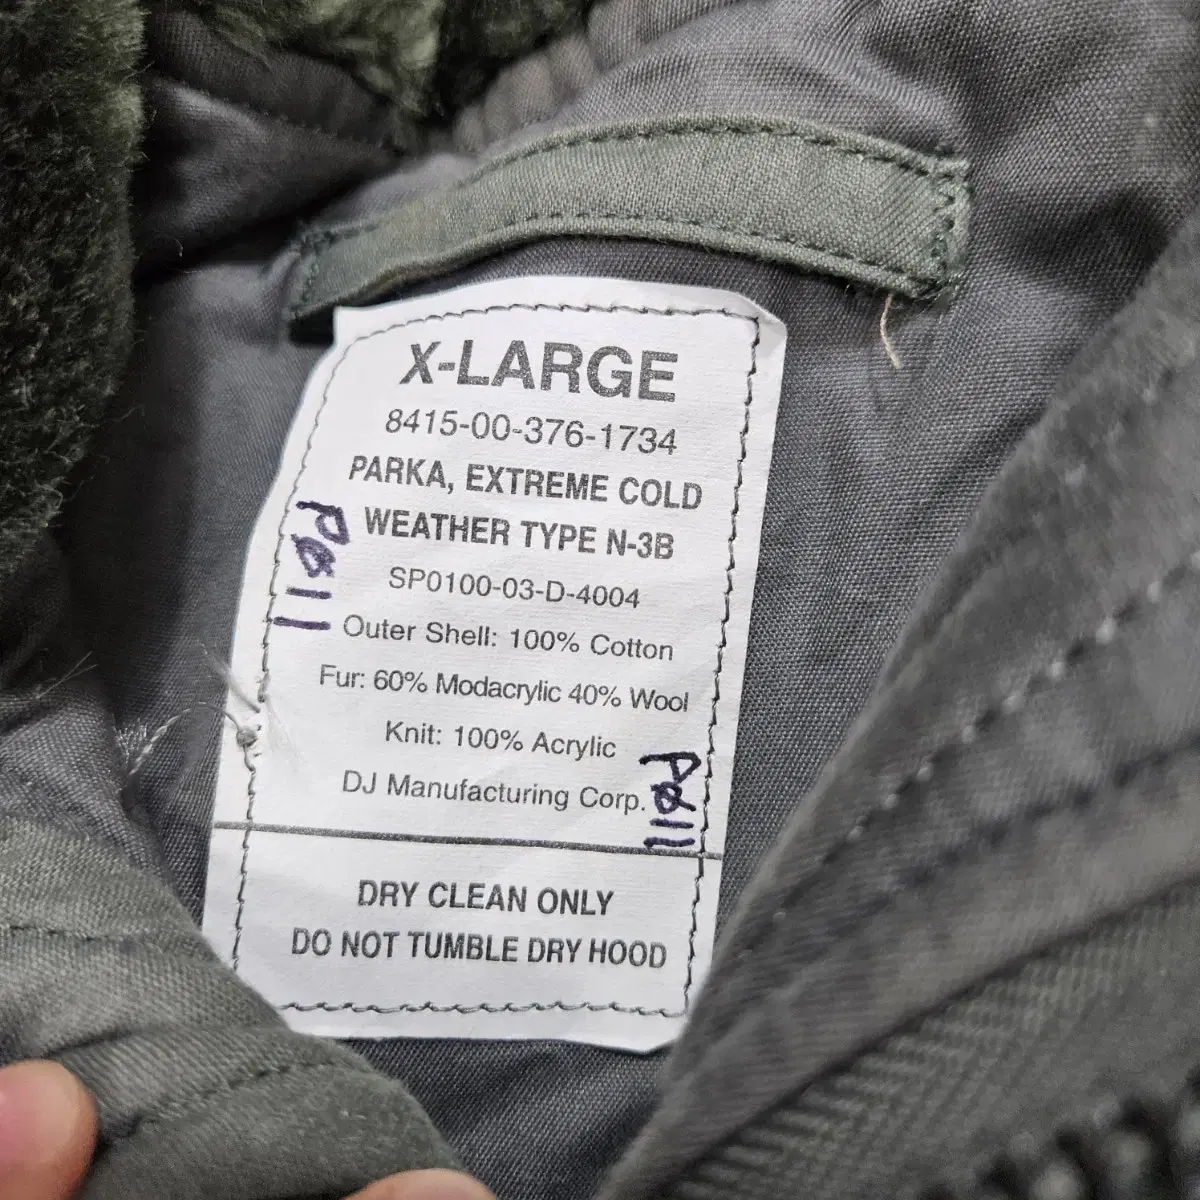 X-LARGE
8415-00-376-1734
PARKA, EXTREME COLD
WEATHER TYPE N-3B
SP0100-03-D-4004
Outer Shell: 100% Cotton
Fur: 60% Modacrylic 40% Wool
Knit: 100% Acrylic
DJ Manufacturing Corp.
DRY CLEAN ONLY
DO NOT TUMBLE DRY HOOD